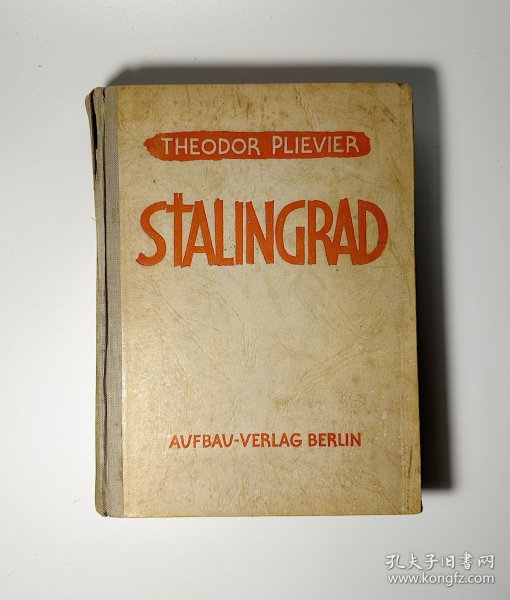 THEODOR PLIEVIER
STALINGRAD
AUFBAU-VERLAG BERLIN
孔夫子旧书网
www.kongfz.com